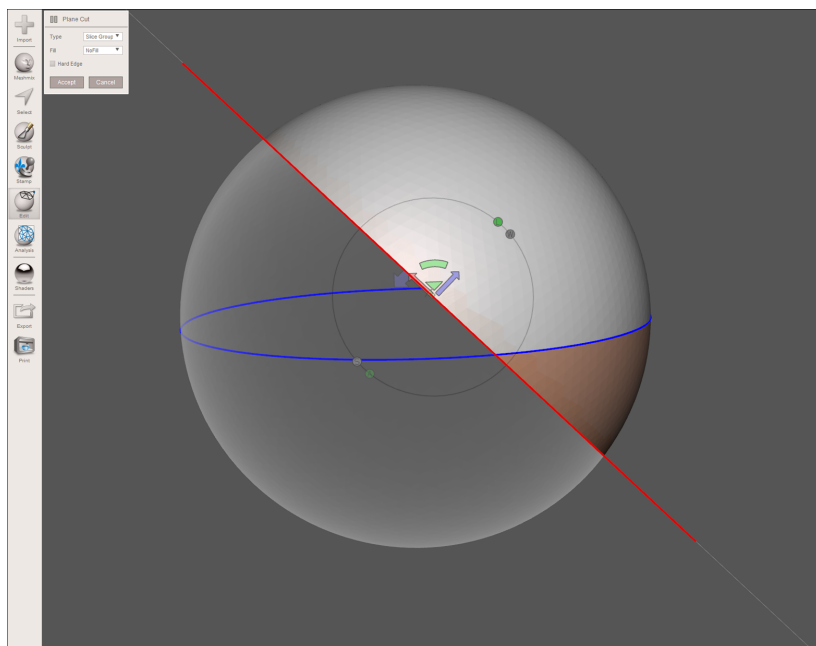 Import
Meshmix
Select
Sculpt
Stamp
Edit
Analysis
Shaders
Export
Print
Plane Cut
Type Slice Group
Fill NoFill
Hard Edge
Accept Cancel